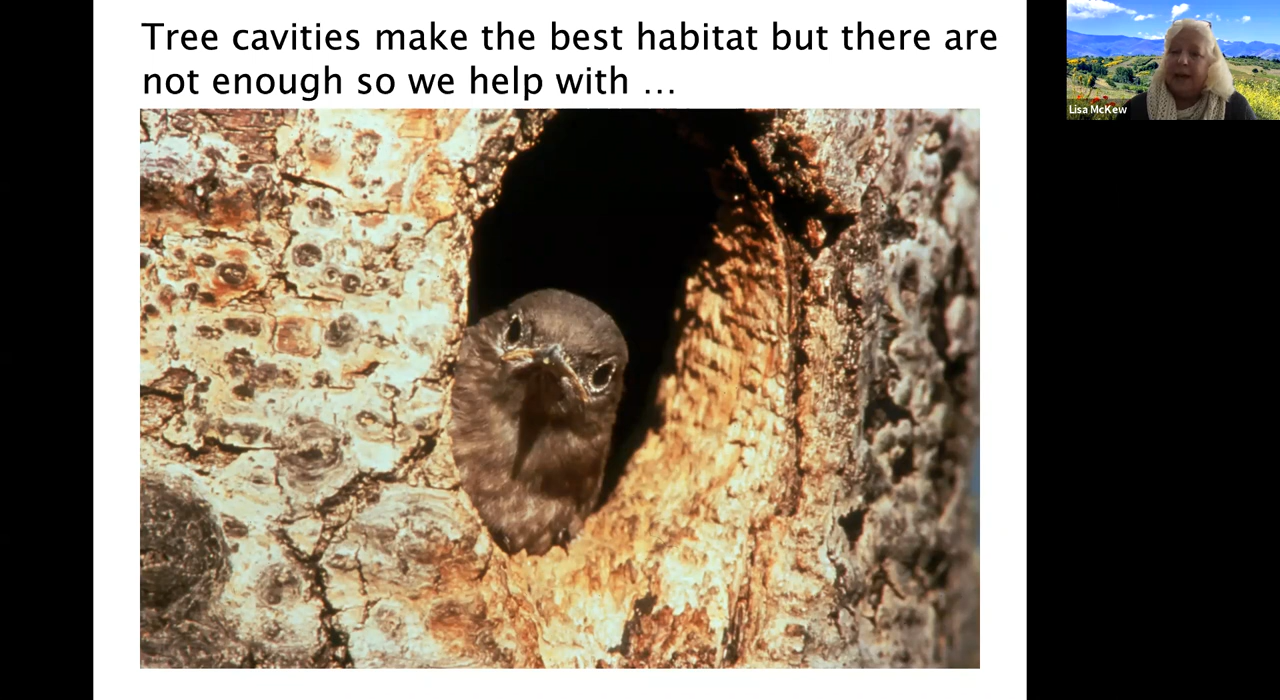 Tree cavities make the best habitat but there are
not enough so we help with ...
Lisa McKew